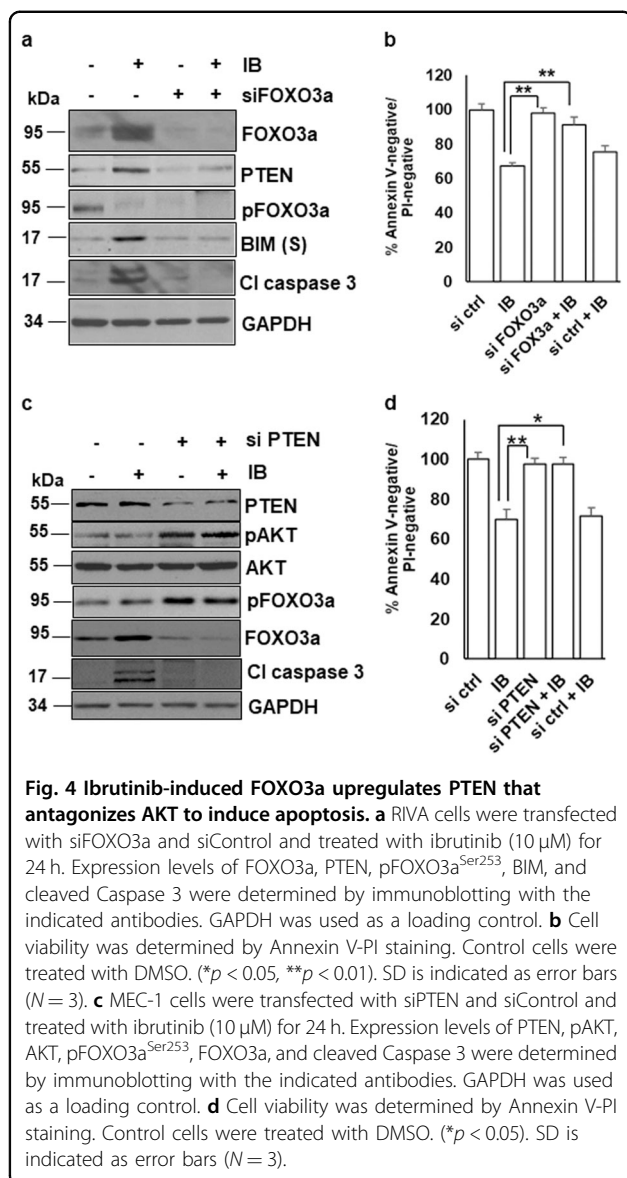 a
- + - + IB
kDa - - + + siFOXO3a
95 FOXO3a
55 PTEN
95 pFOXO3a
17 BIM (S)
17 Cl caspase 3
34 GAPDH
b
% Annexin V-negative/
PI-negative
120
100
80
60
40
20
0
**
**
si ctrl
IB
si FOXO3a
si FOX3a + IB
si ctrl + IB
c
- - + + si PTEN
kDa - + - + IB
55 PTEN
55 pAKT
55 AKT
95 pFOXO3a
95 FOXO3a
17 Cl caspase 3
34 GAPDH
d
% Annexin V-negative/
PI-negative
120
100
80
60
40
20
0
*
**
si ctrl
IB
si PTEN
si PTEN + IB
si ctrl + IB
Fig. 4 Ibrutinib-induced FOXO3a upregulates PTEN that
antagonizes AKT to induce apoptosis. a RIVA cells were transfected
with siFOXO3a and siControl and treated with ibrutinib (10 μM) for
24 h. Expression levels of FOXO3a, PTEN, pFOXO3a^Ser253, BIM, and
cleaved Caspase 3 were determined by immunoblotting with the
indicated antibodies. GAPDH was used as a loading control. b Cell
viability was determined by Annexin V-PI staining. Control cells were
treated with DMSO. (*p < 0.05, **p < 0.01). SD is indicated as error bars
(N = 3). c MEC-1 cells were transfected with siPTEN and siControl and
treated with ibrutinib (10 μM) for 24 h. Expression levels of PTEN, pAKT,
AKT, pFOXO3a^Ser253, FOXO3a, and cleaved Caspase 3 were determined
by immunoblotting with the indicated antibodies. GAPDH was used
as a loading control. d Cell viability was determined by Annexin V-PI
staining. Control cells were treated with DMSO. (*p < 0.05). SD is
indicated as error bars (N = 3).